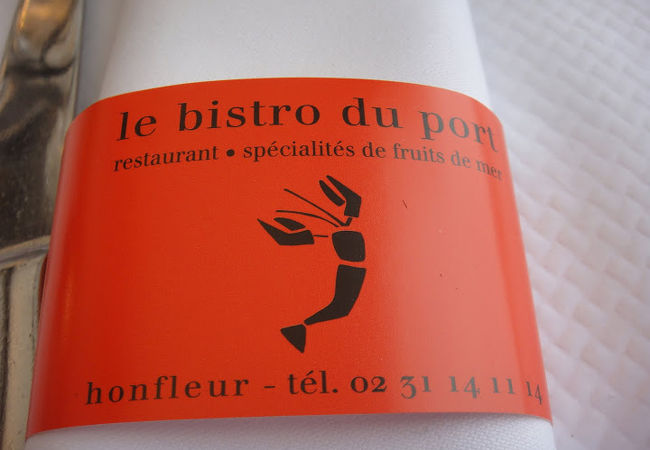 le bistro du port
restaurant • spécialités de fruits de mer
honfleur - tél. 02 31 14 11 14